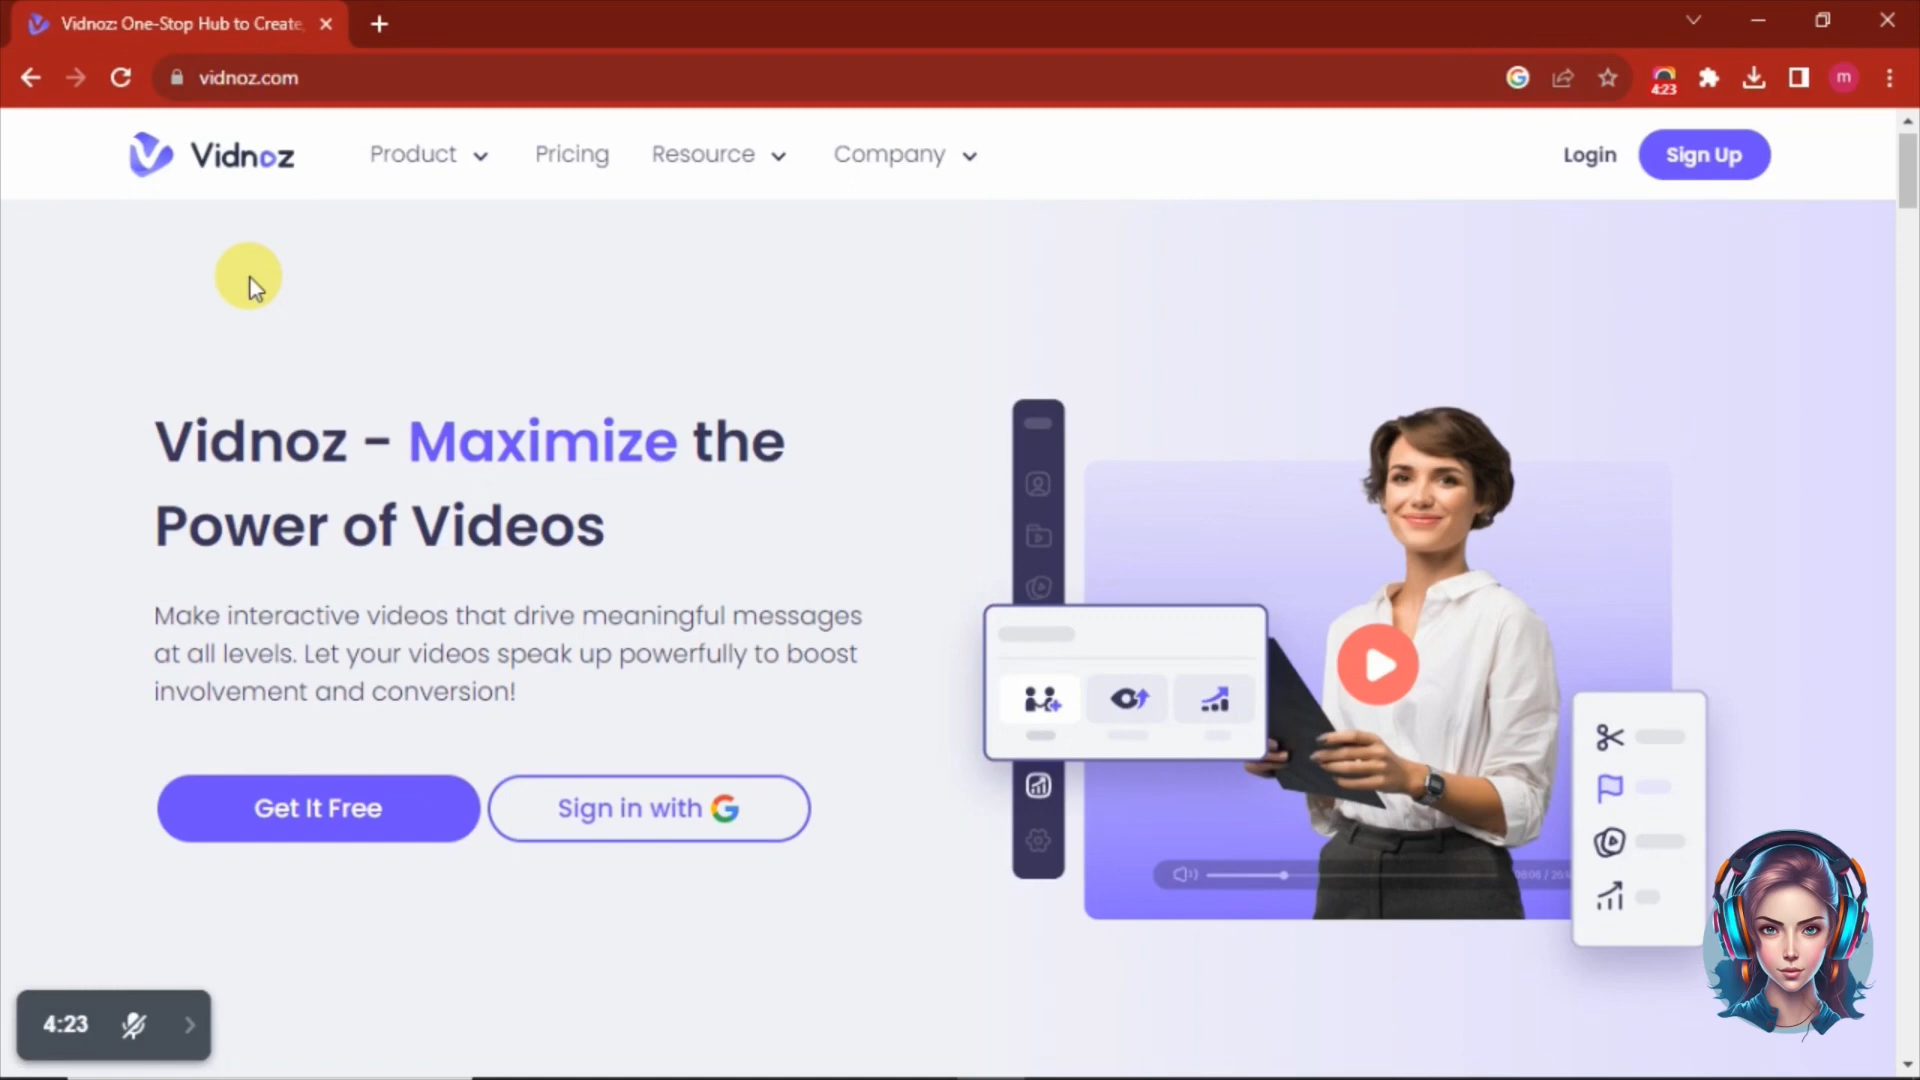 Vidnoz: One-Stop Hub to Create,
vidnoz.com
4:23
m
Vidnoz
Product
Pricing
Resource
Company
Login
Sign Up
Vidnoz - Maximize the
Power of Videos
Make interactive videos that drive meaningful messages
at all levels. Let your videos speak up powerfully to boost
involvement and conversion!
Get It Free
Sign in with G
4:23